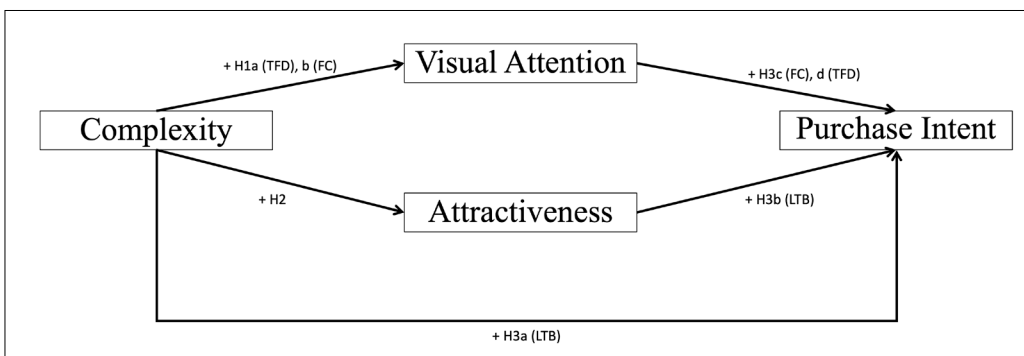 Visual Attention
+ H1a (TFD), b (FC)
+ H3c (FC), d (TFD)
Complexity
Purchase Intent
+ H2
Attractiveness
+ H3b (LTB)
+ H3a (LTB)